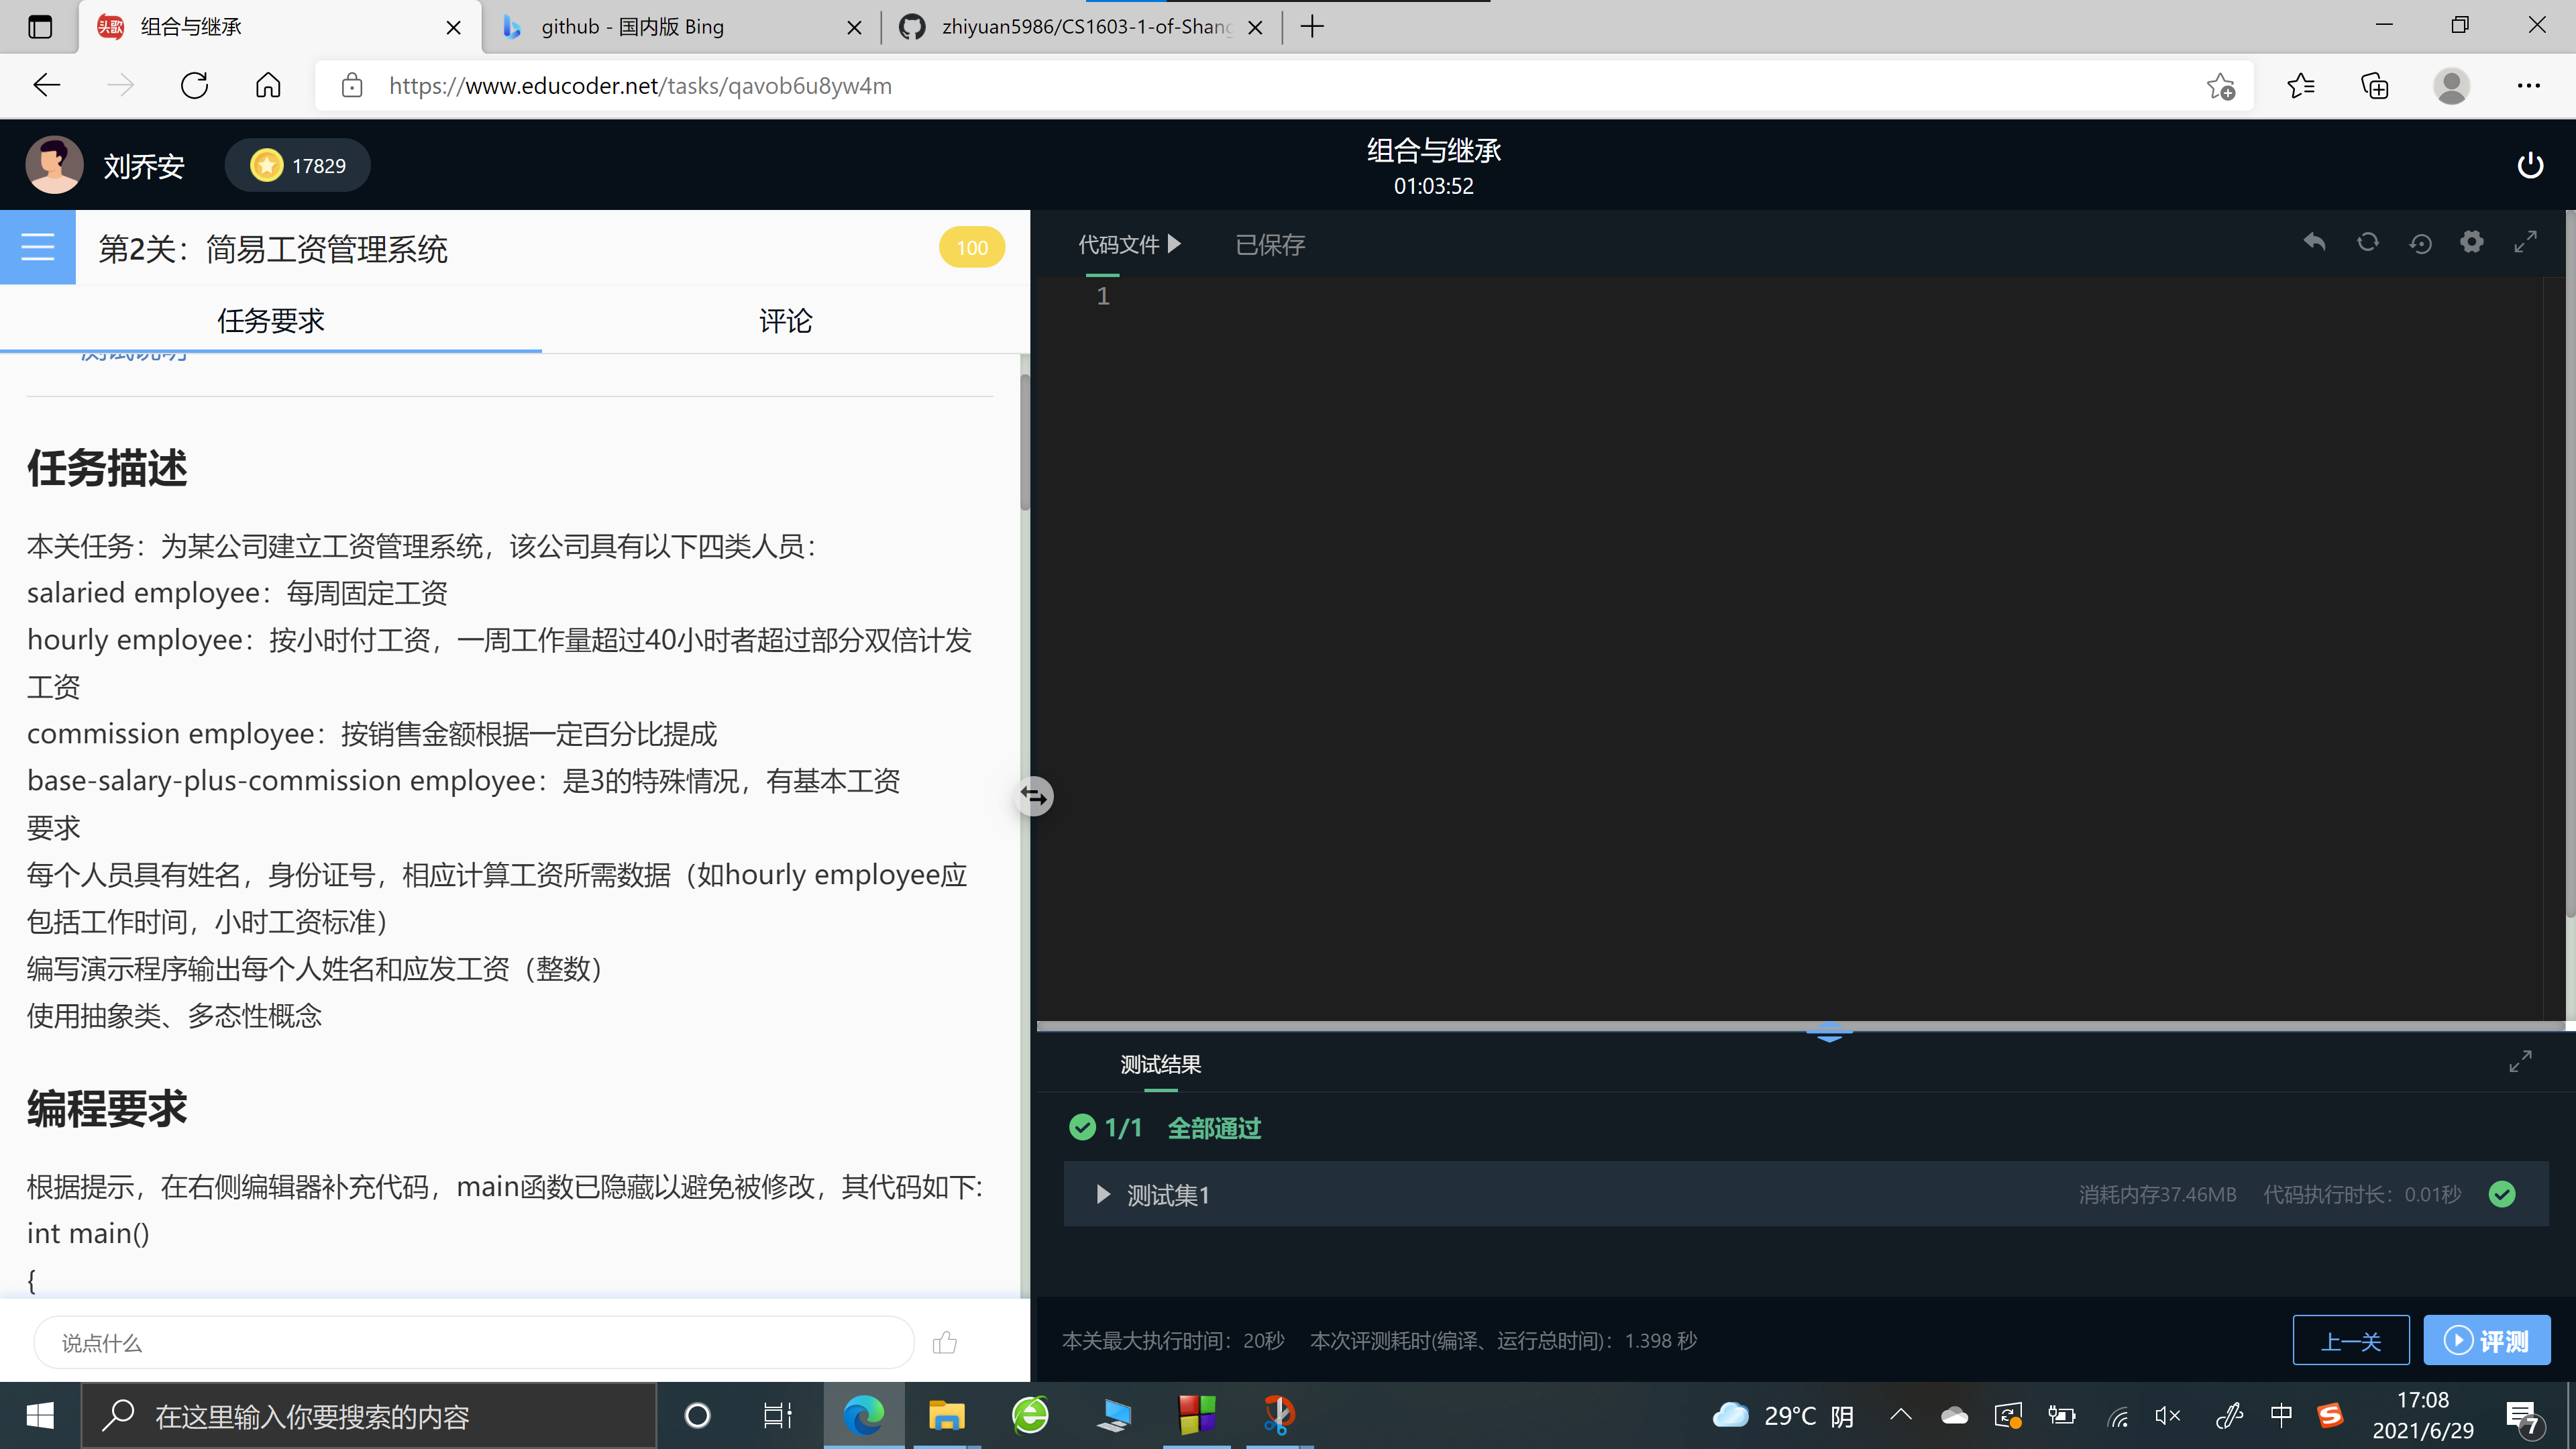 组合与继承
github - 国内版 Bing
zhiyuan5986/CS1603-1-of-Shang
https://www.educoder.net/tasks/qavob6u8yw4m
刘乔安
17829
组合与继承
01:03:52
第2关：简易工资管理系统
100
任务要求
评论
测试说明
任务描述
本关任务：为某公司建立工资管理系统，该公司具有以下四类人员：
salaried employee：每周固定工资
hourly employee：按小时付工资，一周工作量超过40小时者超过部分双倍计发
工资
commission employee：按销售金额根据一定百分比提成
base-salary-plus-commission employee：是3的特殊情况，有基本工资
要求
每个人员具有姓名，身份证号，相应计算工资所需数据（如hourly employee应
包括工作时间，小时工资标准）
编写演示程序输出每个人姓名和应发工资（整数）
使用抽象类、多态性概念
编程要求
根据提示，在右侧编辑器补充代码，main函数已隐藏以避免被修改，其代码如下：
int main()
{
说点什么
代码文件
已保存
1
测试结果
1/1 全部通过
测试集1
消耗内存37.46MB 代码执行时长：0.01秒
本关最大执行时间：20秒 本次评测耗时(编译、运行总时间)：1.398 秒
上一关
评测
在这里输入你要搜索的内容
29°C 阴
中
17:08
2021/6/29
7